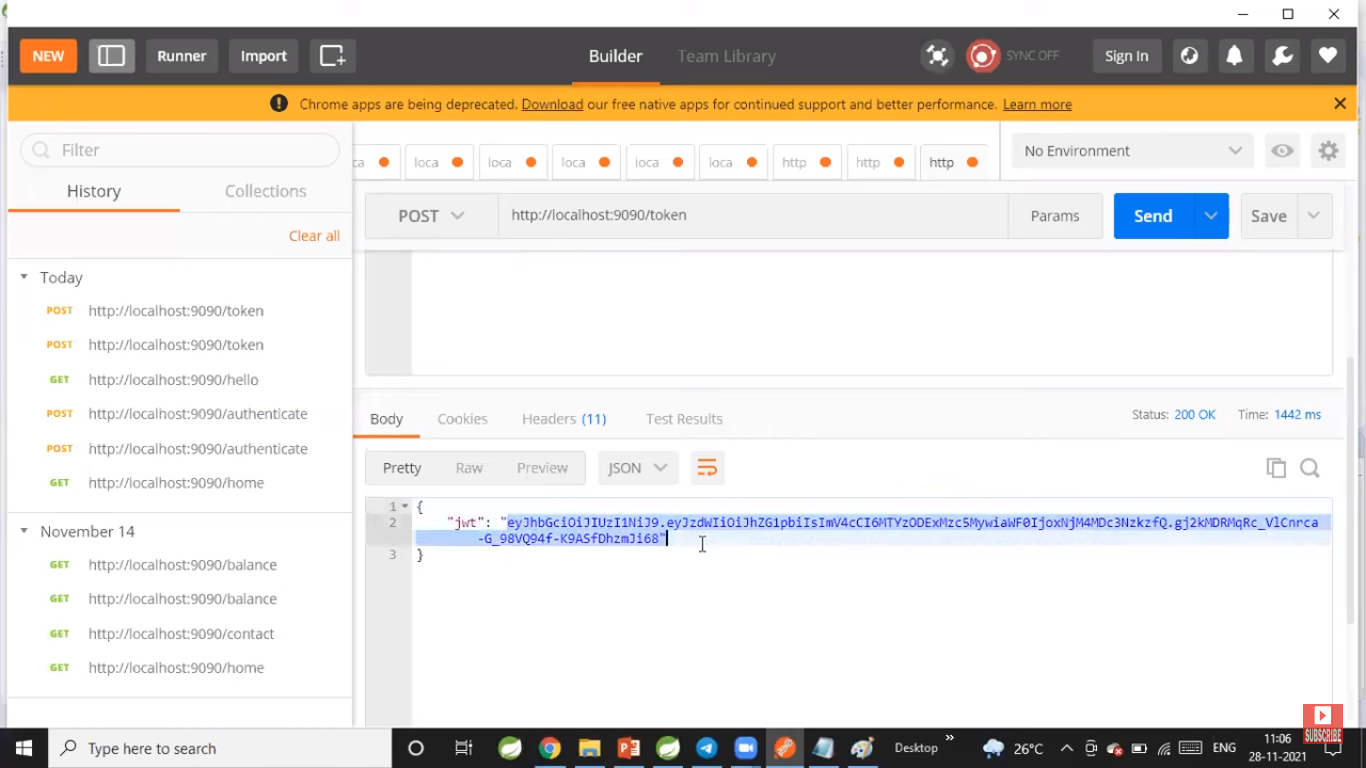 NEW Runner Import Builder Team Library SYNC OFF Sign In
Chrome apps are being deprecated. Download our free native apps for continued support and better performance. Learn more
Filter
History Collections
Clear all
Today
POST http://localhost:9090/token
POST http://localhost:9090/token
GET http://localhost:9090/hello
POST http://localhost:9090/authenticate
POST http://localhost:9090/authenticate
GET http://localhost:9090/home
November 14
GET http://localhost:9090/balance
GET http://localhost:9090/balance
GET http://localhost:9090/contact
GET http://localhost:9090/home
ca loca loca loca loca loca http http http No Environment
POST http://localhost:9090/token Params Send Save
Body Cookies Headers (11) Test Results Status: 200 OK Time: 1442 ms
Pretty Raw Preview JSON
1 {
2 "jwt": "eyJhbGciOiJIUzI1NiJ9.eyJzdWIiOiJhZG1pbiIsImV4cCI6MTYzODExMzc5MywiaWF0IjoxNjM4MDc3NzkzfQ.gj2kMDRMqRc_VlCnrca
-G_98VQ94f-K9ASfDhzmJi68"
3 }
SUBSCRIBE
Type here to search Desktop 26°C ENG 11:06
28-11-2021